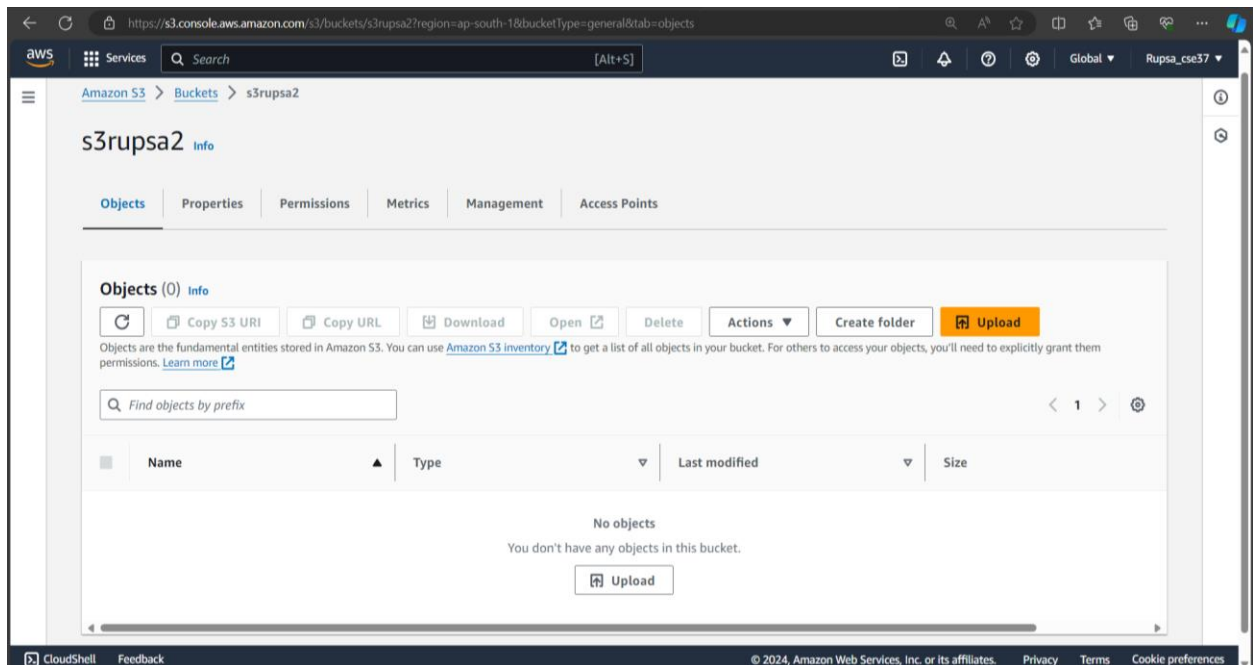 https://s3.console.aws.amazon.com/s3/buckets/s3rupsa2?region=ap-south-1&bucketType=general&tab=objects
aws Services Search [Alt+S] Global Rupsa_cse37
Amazon S3 > Buckets > s3rupsa2
s3rupsa2 Info
Objects Properties Permissions Metrics Management Access Points
Objects (0) Info
Copy S3 URI Copy URL Download Open Delete Actions Create folder Upload
Objects are the fundamental entities stored in Amazon S3. You can use Amazon S3 inventory to get a list of all objects in your bucket. For others to access your objects, you'll need to explicitly grant them
permissions. Learn more
Find objects by prefix < 1 >
Name Type Last modified Size
No objects
You don't have any objects in this bucket.
Upload
CloudShell Feedback © 2024, Amazon Web Services, Inc. or its affiliates. Privacy Terms Cookie preferences